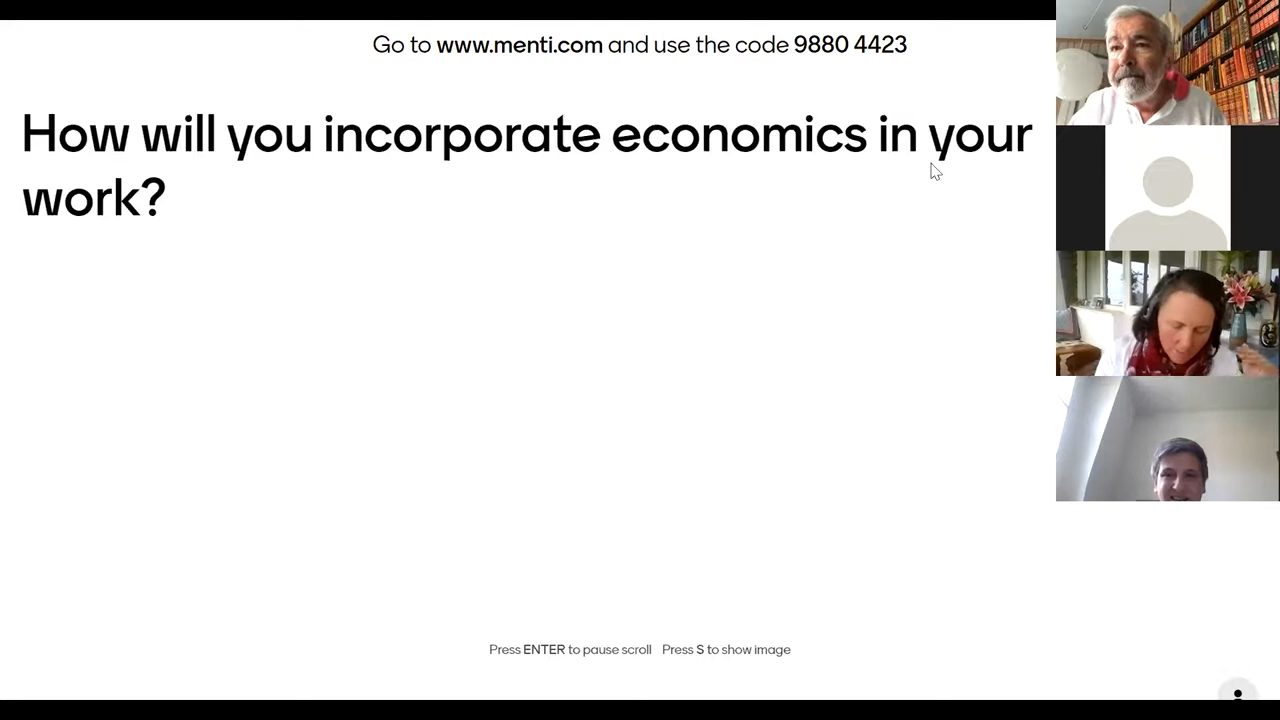 Go to www.menti.com and use the code 9880 4423
How will you incorporate economics in your
work?
Press ENTER to pause scroll Press S to show image